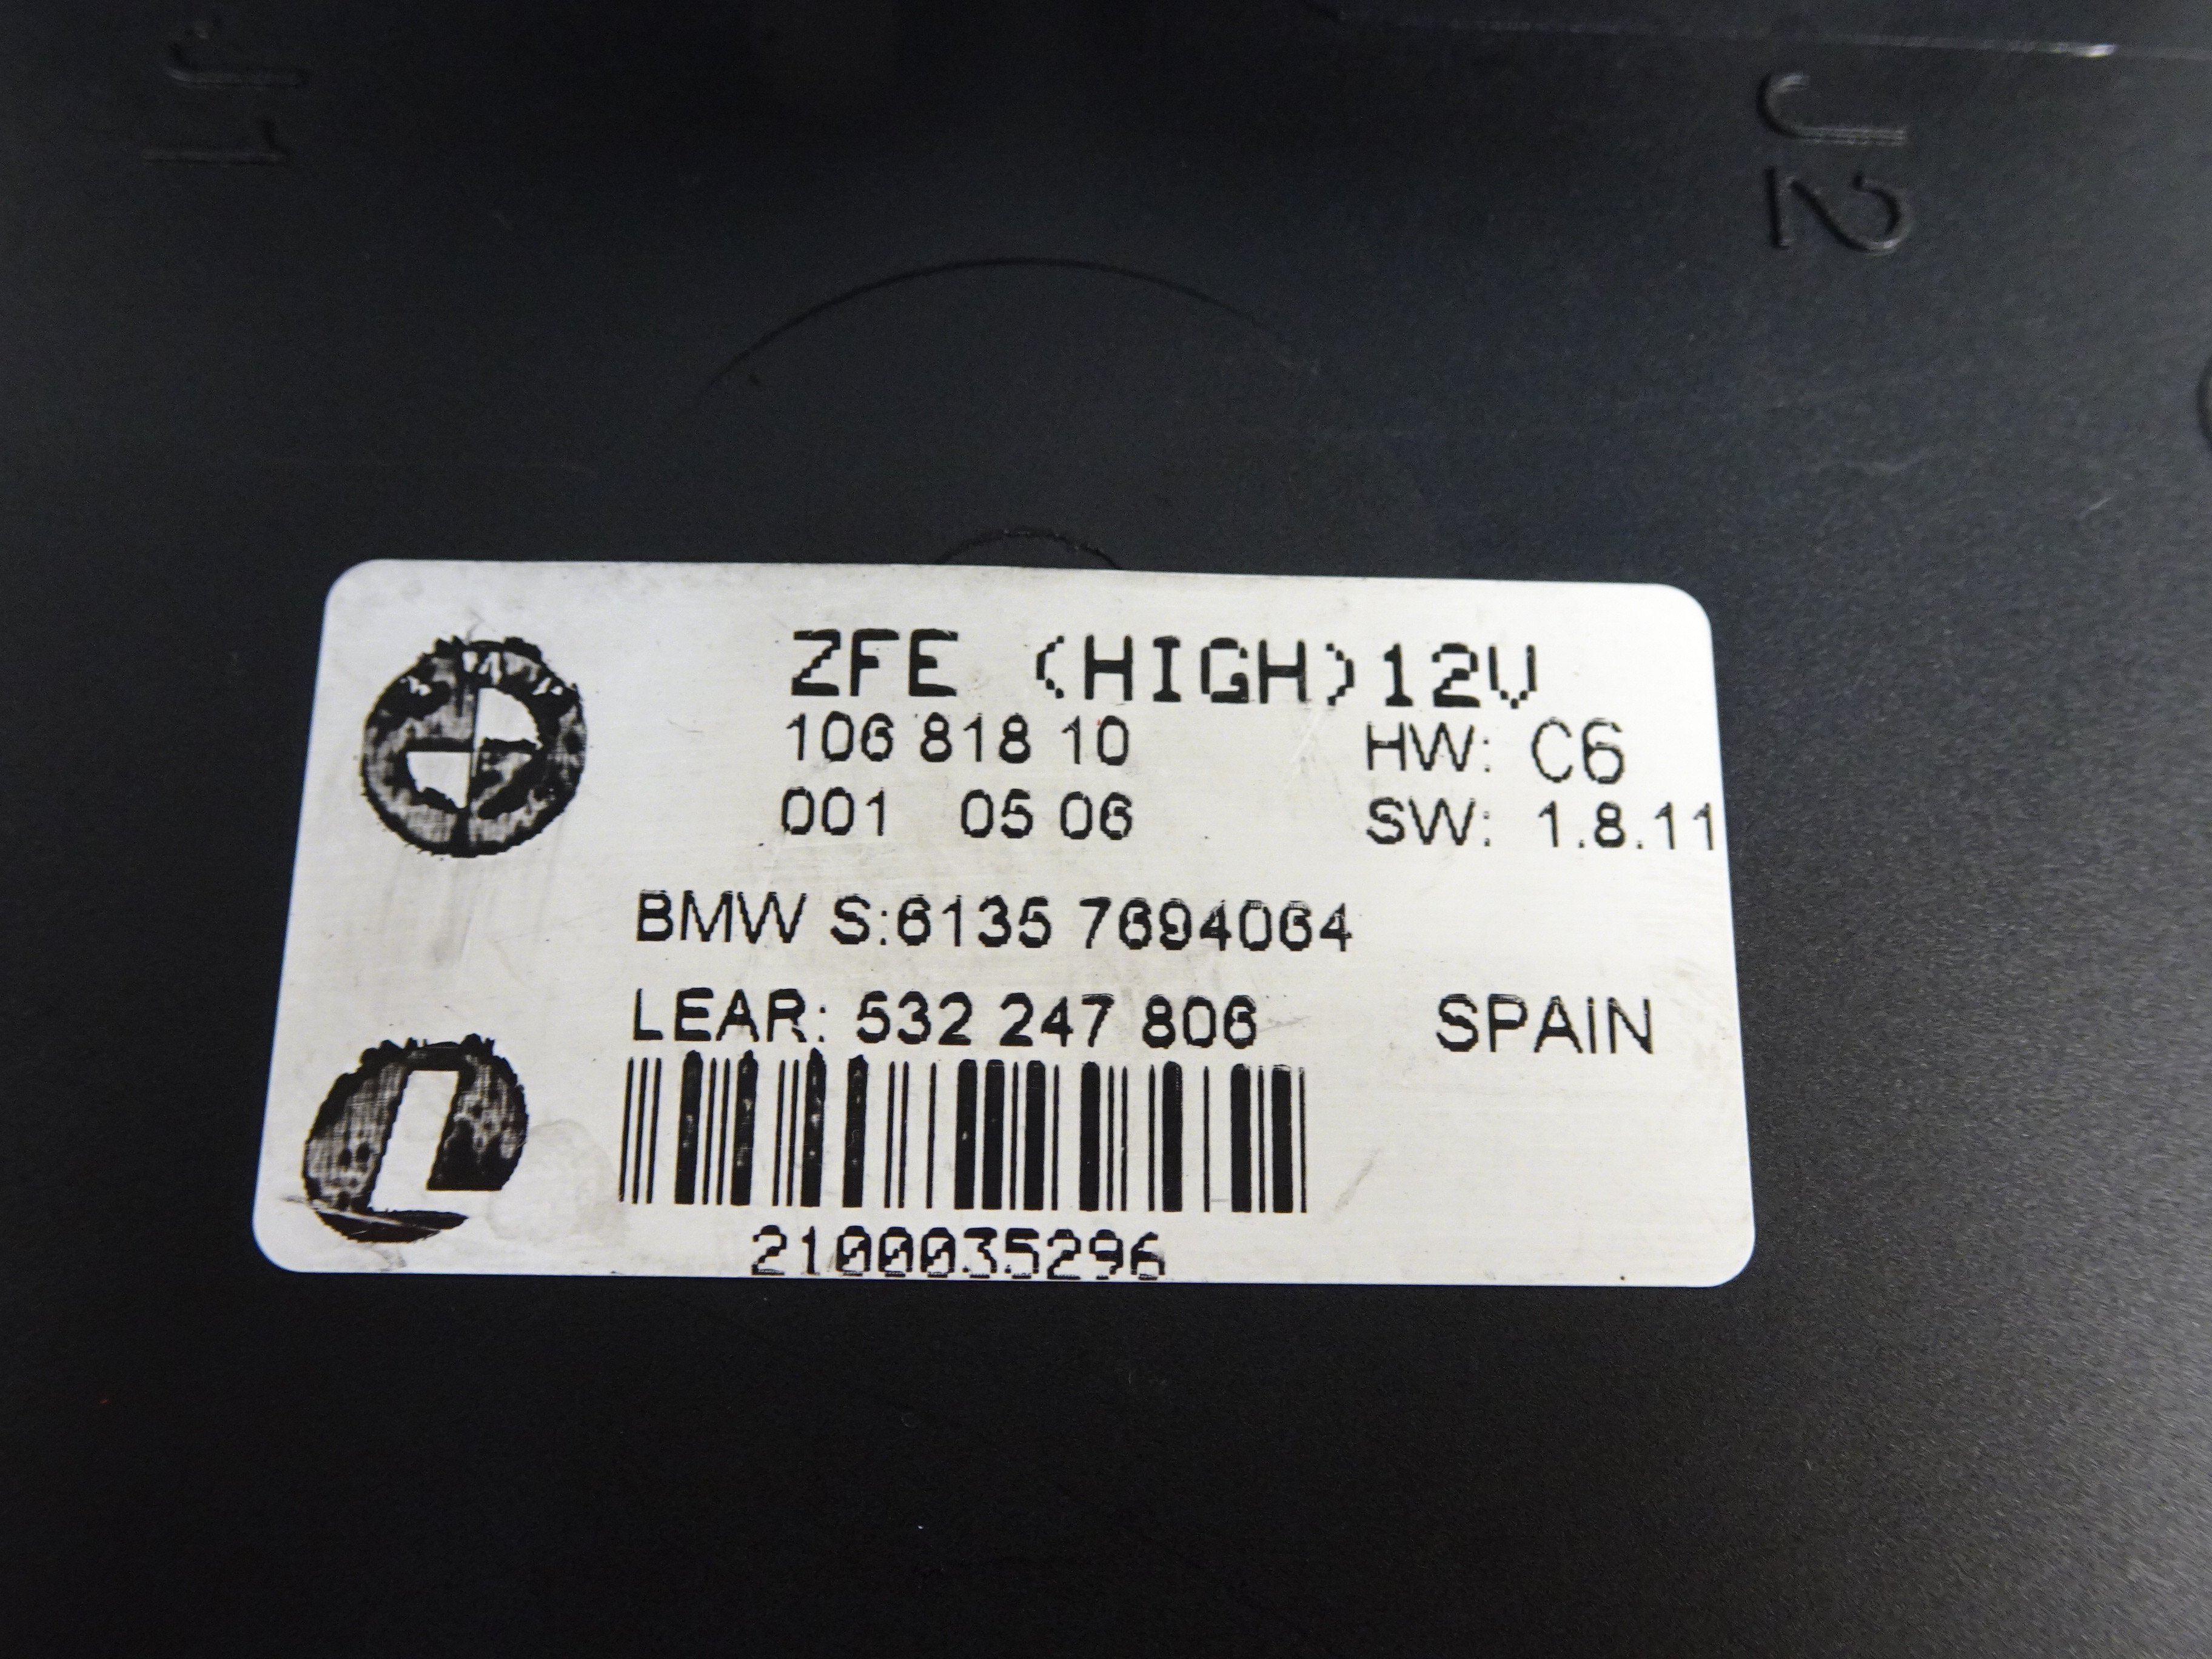 J1
J2
ZFE (HIGH)12V
106 818 10 HW: C6
001 05 06 SW: 1.8.11
BMW S:6135 7694064
LEAR: 532 247 806 SPAIN
2100035296
L